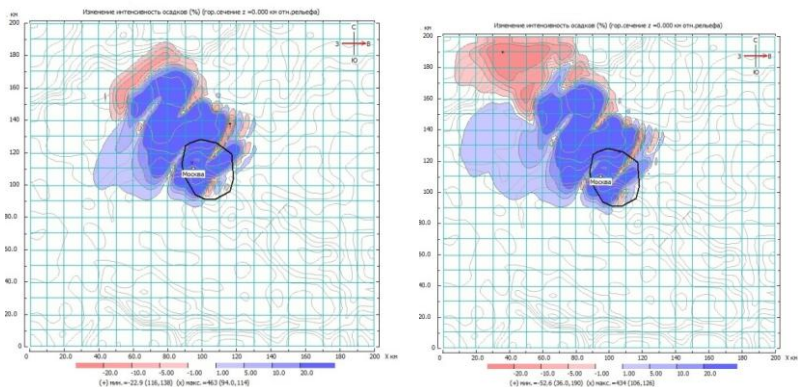 Изменение интенсивность осадков (%) (гор.сечение z =0.000 км отн.рельефа)
км
200
180
160
140
120
100
80.0
60.0
40.0
20.0
0.0
С
З В
Ю
Москва
0 20.0 40.0 60.0 80.0 100 120 140 160 180 X км
200
-20.0 -10.0 -5.00 -1.00 1.00 5.00 10.0 20.0
(+) мин. =-22.9 (116,138) (x) макс. =463 (94.0,114)
Изменение интенсивность осадков (%) (гор.сечение z =0.000 км отн.рельефа)
км
200
180
160
140
120
100
80.0
60.0
40.0
20.0
0.0
С
З В
Ю
Москва
0 20.0 40.0 60.0 80.0 100 120 140 160 180 X км
200
-20.0 -10.0 -5.00 -1.00 1.00 5.00 10.0 20.0
(+) мин. =-52.6 (36.0,190) (x) макс. =434 (106,126)